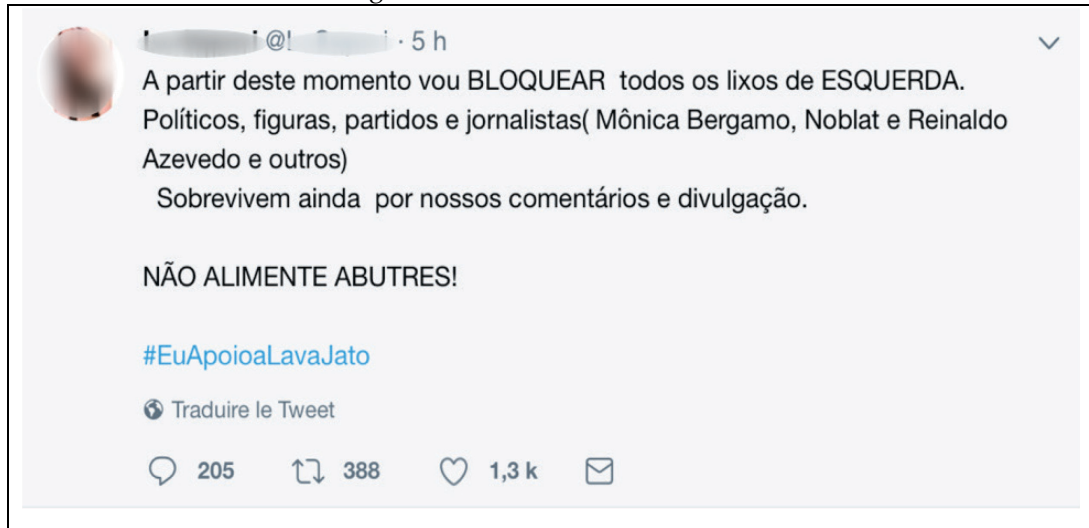 · 5 h
A partir deste momento vou BLOQUEAR todos os lixos de ESQUERDA.
Políticos, figuras, partidos e jornalistas( Mônica Bergamo, Noblat e Reinaldo
Azevedo e outros)
Sobrevivem ainda por nossos comentários e divulgação.
NÃO ALIMENTE ABUTRES!
#EuApoioaLavaJato
Traduire le Tweet
205 388 1,3 k